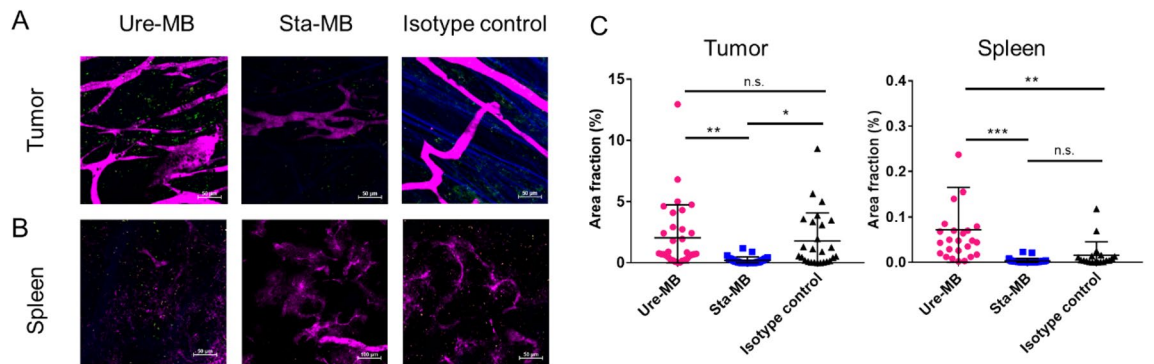 A
Ure-MB
Sta-MB
Isotype control
Tumor
50 µm
50 µm
50 µm
B
Spleen
50 µm
100 µm
50 µm
C
Tumor
Area fraction (%)
15
10
5
0
n.s.
**
*
Ure-MB
Sta-MB
Isotype control
Spleen
Area fraction (%)
0.4
0.3
0.2
0.1
0.0
**
***
n.s.
Ure-MB
Sta-MB
Isotype control